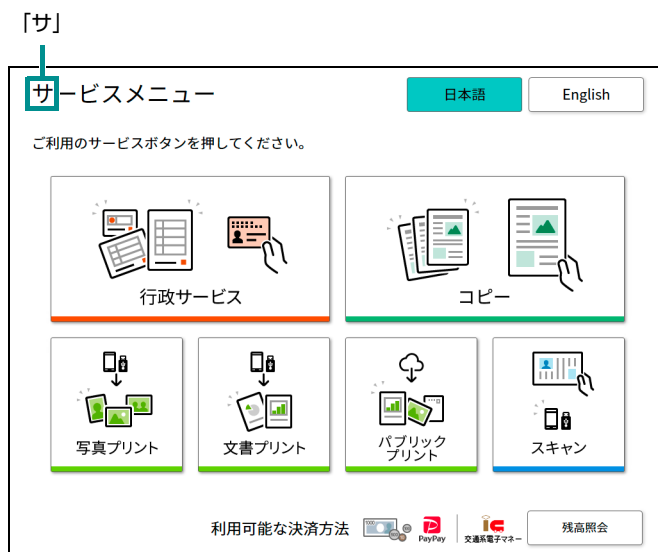 「サ」
サービスメニュー
日本語
English
ご利用のサービスボタンを押してください。
行政サービス
コピー
写真プリント
文書プリント
パブリック
プリント
スキャン
利用可能な決済方法
1000
PayPay
交通系電子マネー
残高照会